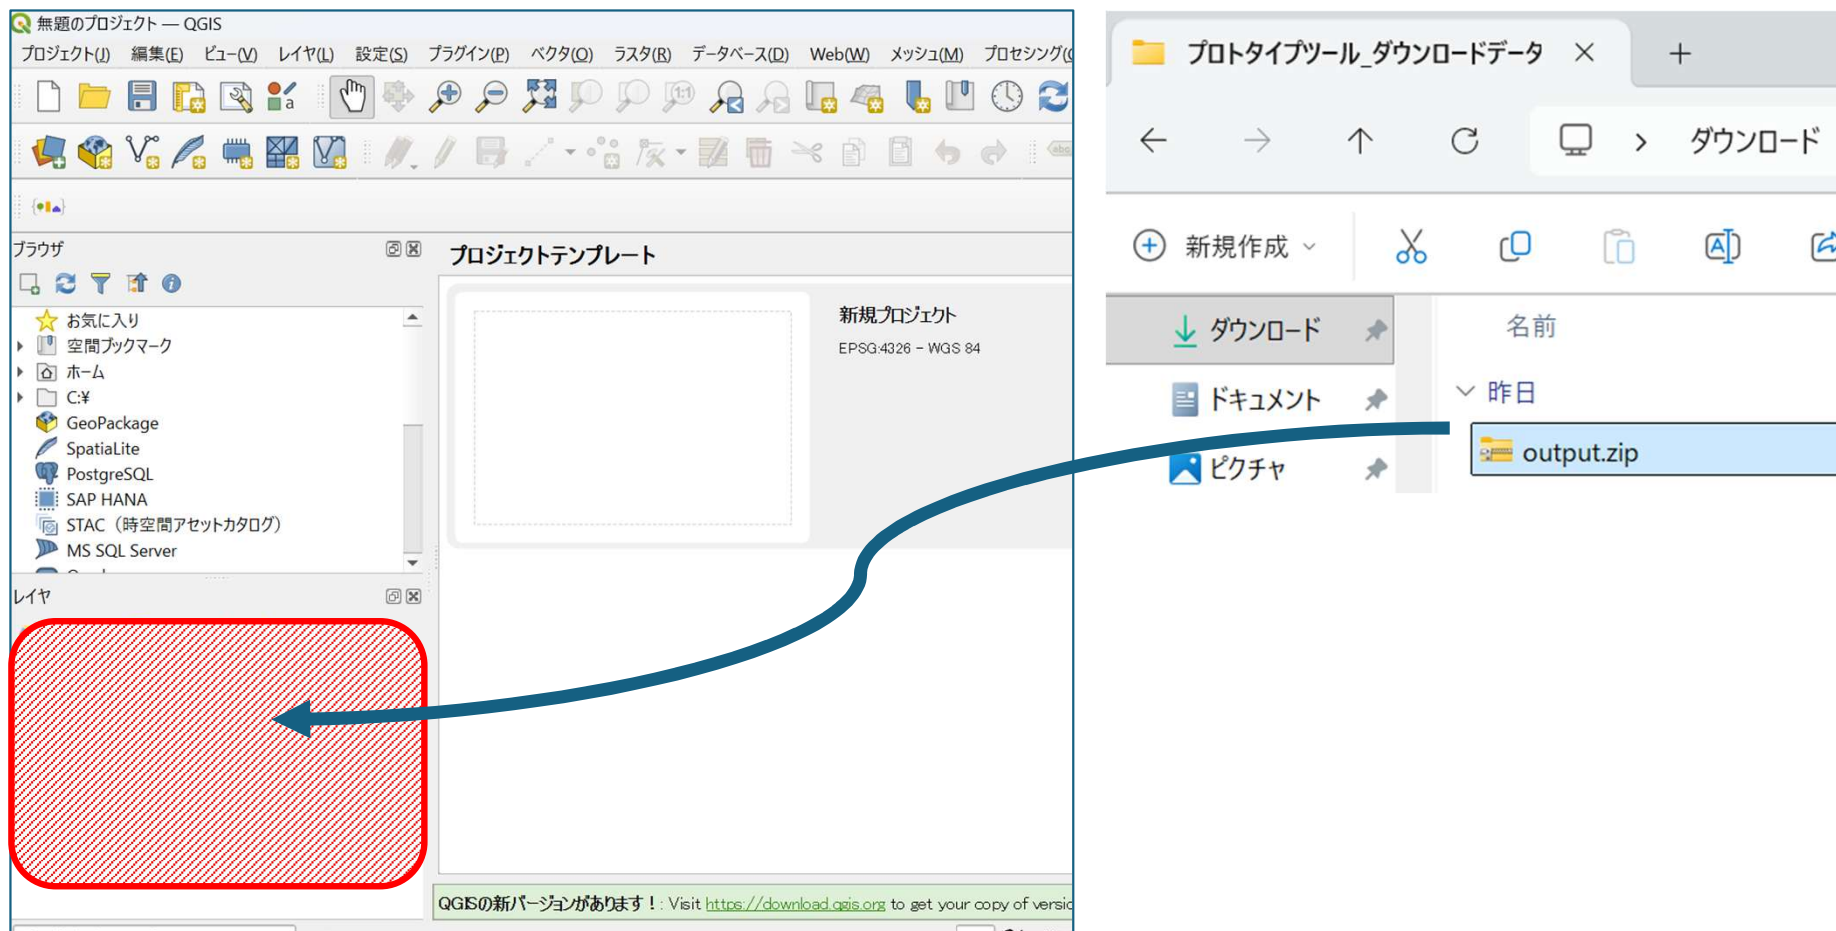 無題のプロジェクト — QGIS
プロジェクト(J) 編集(E) ビュー(V) レイヤ(L) 設定(S) プラグイン(P) ベクタ(O) ラスタ(R) データベース(D) Web(W) メッシュ(M) プロセシング(
ブラウザ
お気に入り
空間ブックマーク
ホーム
C:¥
GeoPackage
SpatiaLite
PostgreSQL
SAP HANA
STAC（時空間アセットカタログ）
MS SQL Server
レイヤ
プロジェクトテンプレート
新規プロジェクト
EPSG:4326 - WGS 84
QGISの新バージョンがあります！: Visit https://download.qgis.org to get your copy of versio
プロトタイプツール_ダウンロードデータ
ダウンロード
新規作成
ダウンロード
ドキュメント
ピクチャ
名前
昨日
output.zip